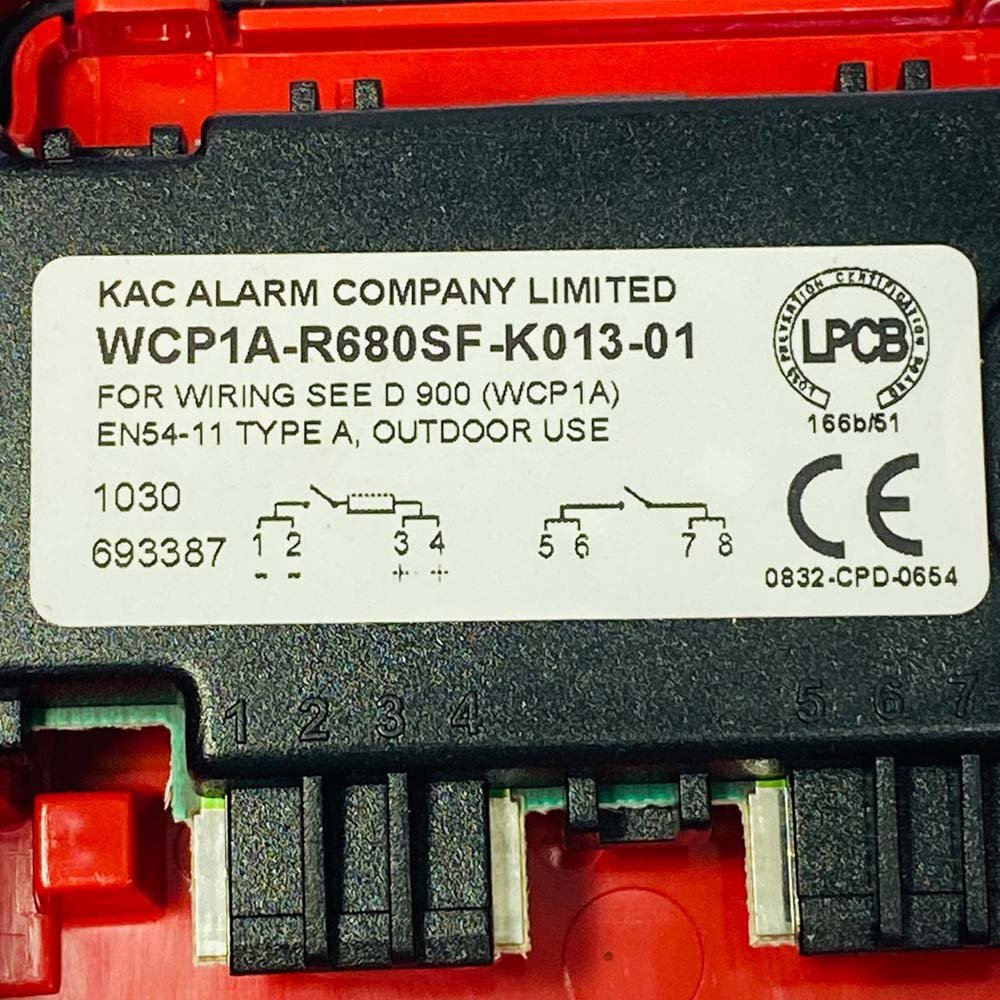 KAC ALARM COMPANY LIMITED
WCP1A-R680SF-K013-01
FOR WIRING SEE D 900 (WCP1A)
EN54-11 TYPE A, OUTDOOR USE
LOSS PREVENTION CERTIFICATION BOARD
LPCB
166b/51
1030
693387
1 2 3 4
- - + +
5 6 7 8
CE
0832-CPD-0654
1 2 3 4 5 6 7